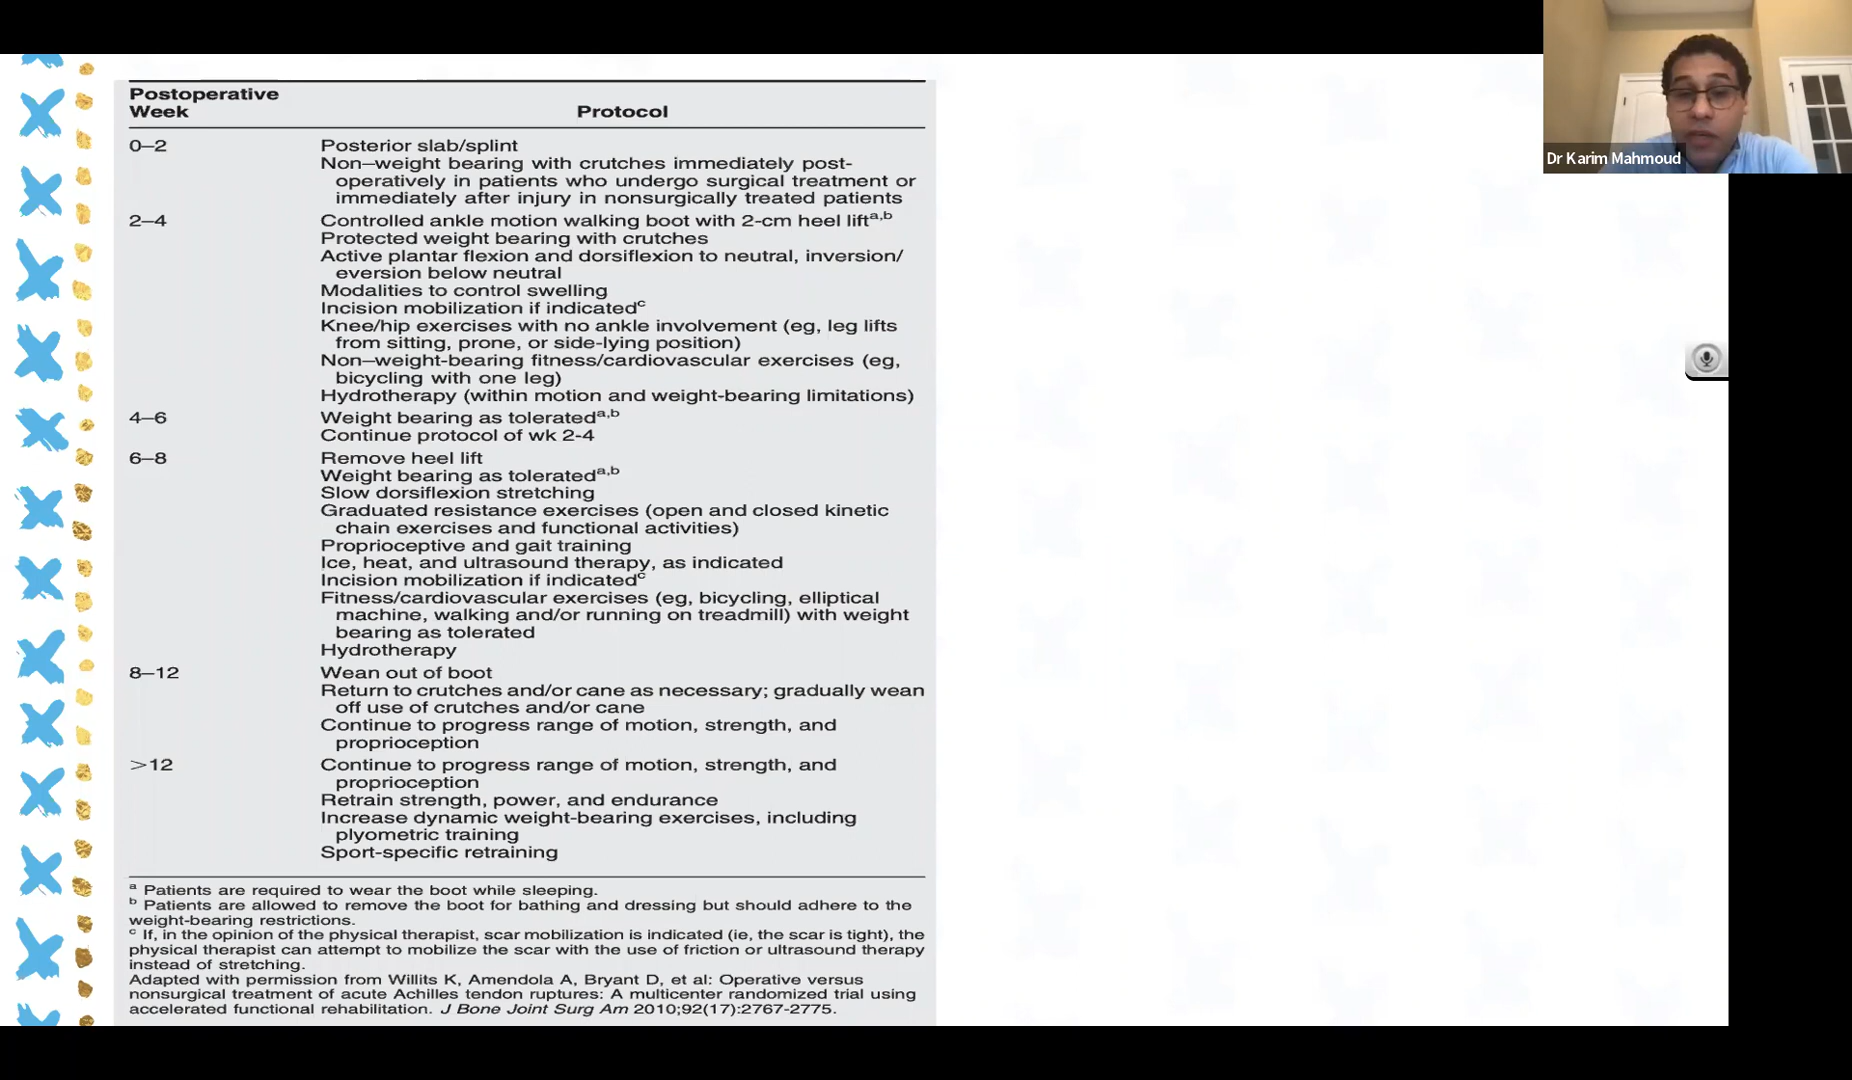 Postoperative
Week
Protocol
0–2
Posterior slab/splint
Non–weight bearing with crutches immediately post-
operatively in patients who undergo surgical treatment or
immediately after injury in nonsurgically treated patients
2–4
Controlled ankle motion walking boot with 2-cm heel lift^a,b
Protected weight bearing with crutches
Active plantar flexion and dorsiflexion to neutral, inversion/
eversion below neutral
Modalities to control swelling
Incision mobilization if indicated^c
Knee/hip exercises with no ankle involvement (eg, leg lifts
from sitting, prone, or side-lying position)
Non–weight-bearing fitness/cardiovascular exercises (eg,
bicycling with one leg)
Hydrotherapy (within motion and weight-bearing limitations)
4–6
Weight bearing as tolerated^a,b
Continue protocol of wk 2-4
6–8
Remove heel lift
Weight bearing as tolerated^a,b
Slow dorsiflexion stretching
Graduated resistance exercises (open and closed kinetic
chain exercises and functional activities)
Proprioceptive and gait training
Ice, heat, and ultrasound therapy, as indicated
Incision mobilization if indicated^c
Fitness/cardiovascular exercises (eg, bicycling, elliptical
machine, walking and/or running on treadmill) with weight
bearing as tolerated
Hydrotherapy
8–12
Wean out of boot
Return to crutches and/or cane as necessary; gradually wean
off use of crutches and/or cane
Continue to progress range of motion, strength, and
proprioception
>12
Continue to progress range of motion, strength, and
proprioception
Retrain strength, power, and endurance
Increase dynamic weight-bearing exercises, including
plyometric training
Sport-specific retraining
^a Patients are required to wear the boot while sleeping.
^b Patients are allowed to remove the boot for bathing and dressing but should adhere to the
weight-bearing restrictions.
^c If, in the opinion of the physical therapist, scar mobilization is indicated (ie, the scar is tight), the
physical therapist can attempt to mobilize the scar with the use of friction or ultrasound therapy
instead of stretching.
Adapted with permission from Willits K, Amendola A, Bryant D, et al: Operative versus
nonsurgical treatment of acute Achilles tendon ruptures: A multicenter randomized trial using
accelerated functional rehabilitation. J Bone Joint Surg Am 2010;92(17):2767-2775.
Dr Karim Mahmoud